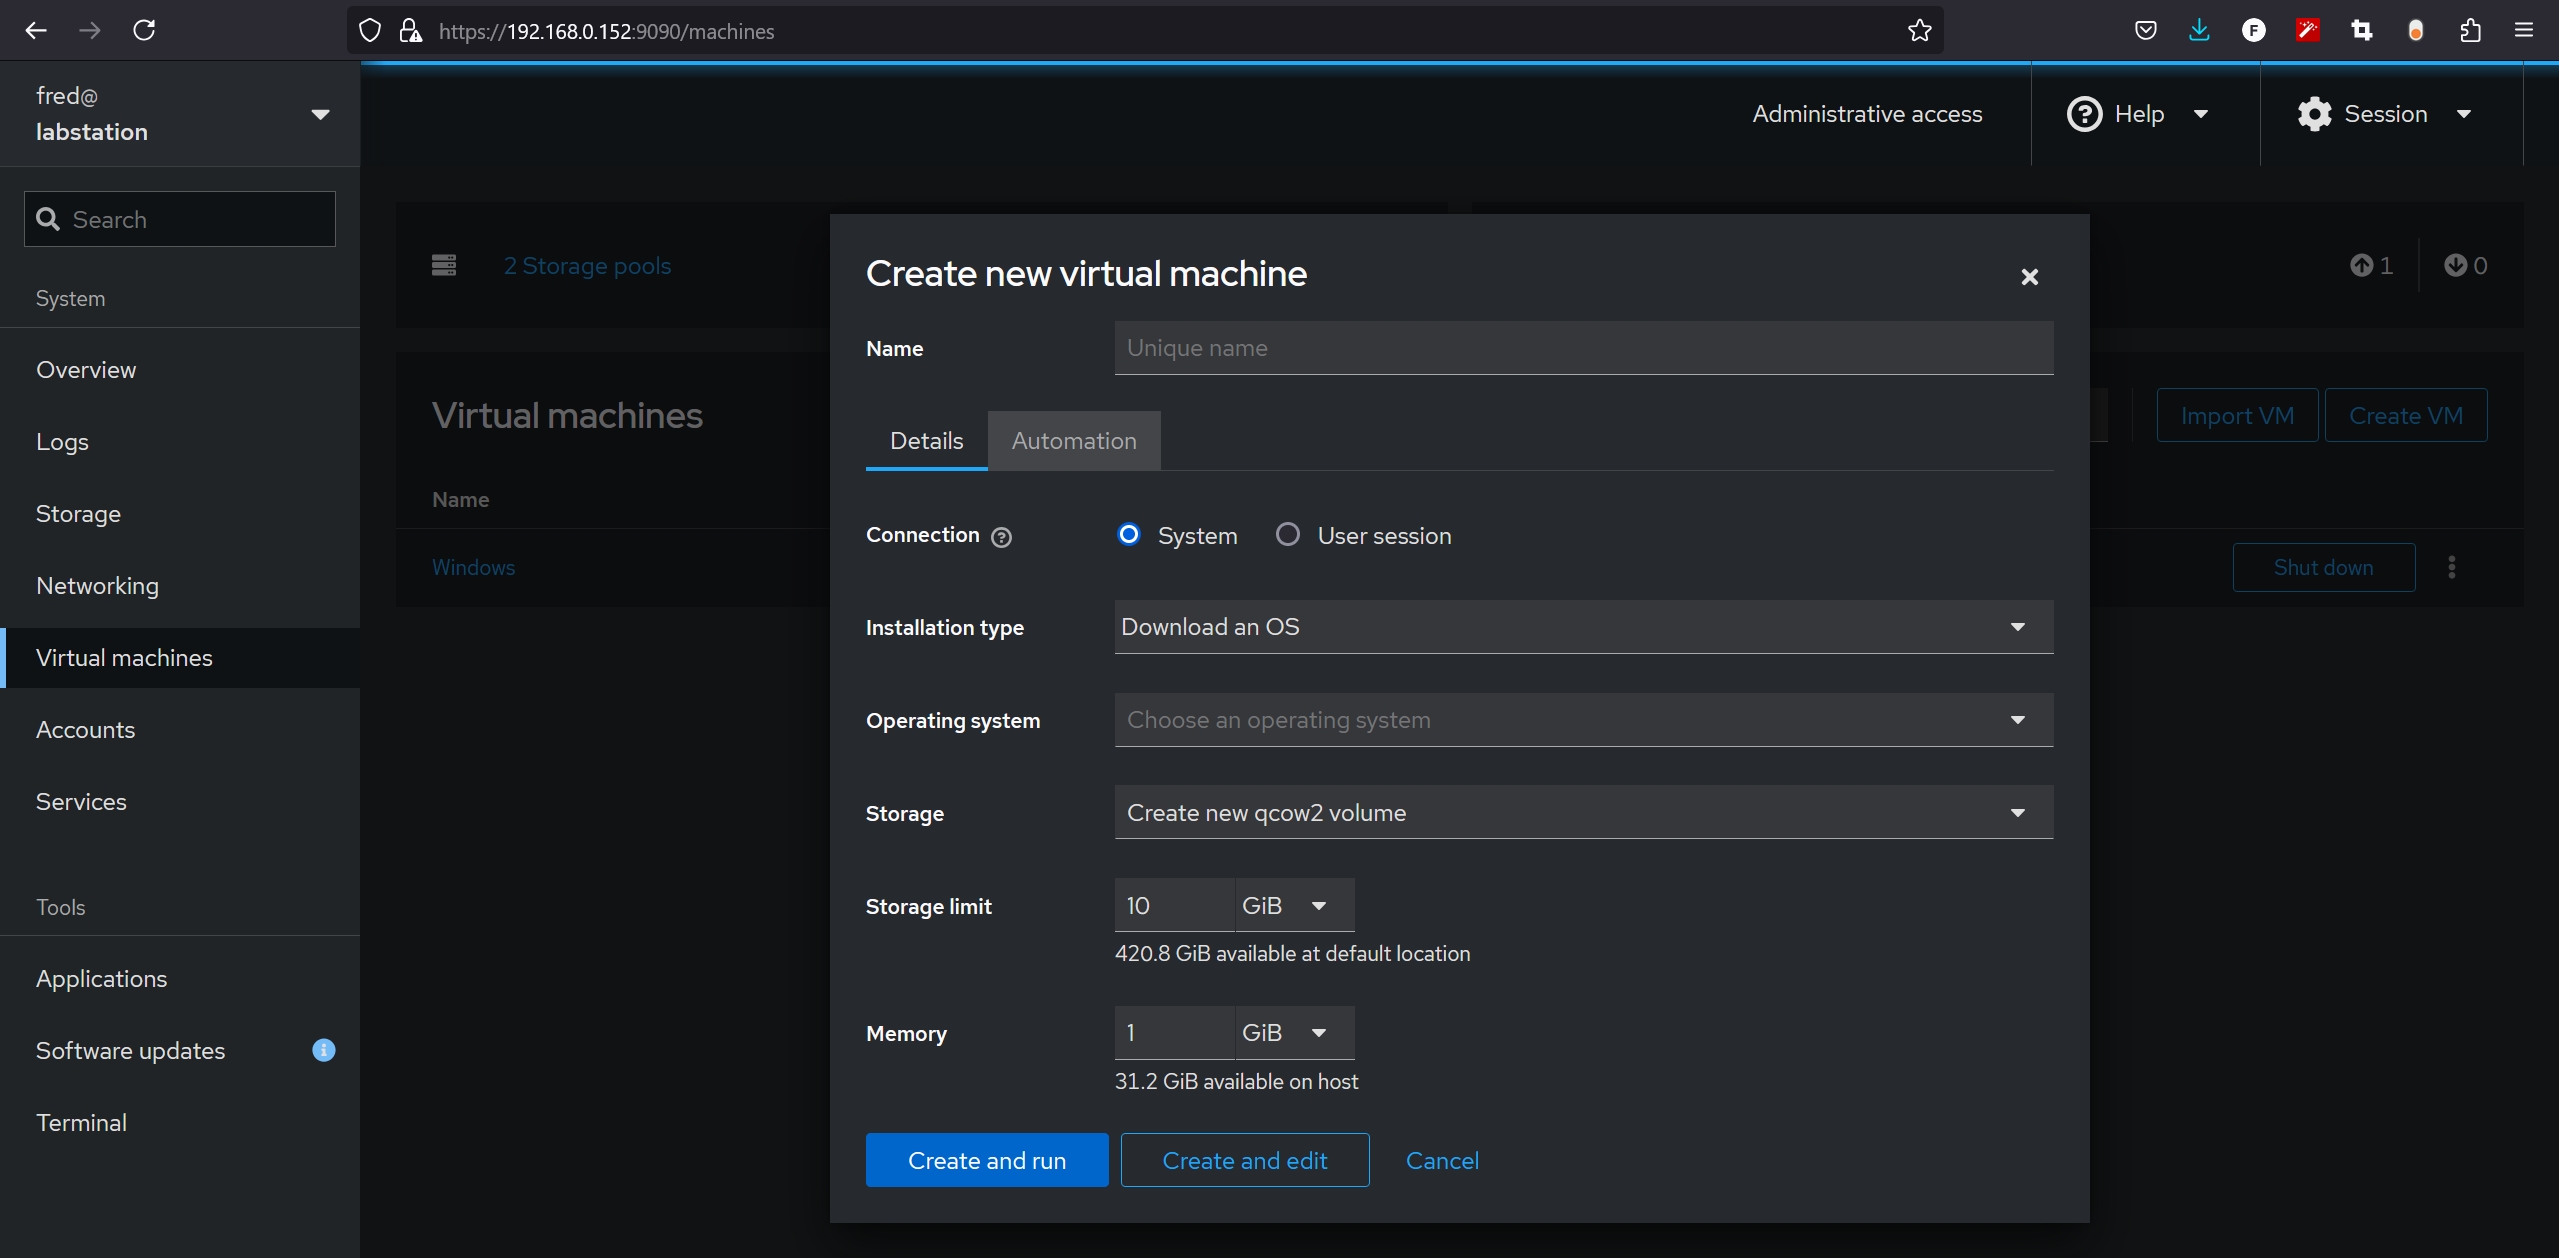 https://192.168.0.152:9090/machines
F
fred@
labstation
Administrative access
Help
Session
Search
System
Overview
Logs
Storage
Networking
Virtual machines
Accounts
Services
Tools
Applications
Software updates
Terminal
2 Storage pools
1
0
Virtual machines
Import VM
Create VM
Name
Windows
Shut down
Create new virtual machine
Name
Unique name
Details
Automation
Connection
System
User session
Installation type
Download an OS
Operating system
Choose an operating system
Storage
Create new qcow2 volume
Storage limit
10
GiB
420.8 GiB available at default location
Memory
1
GiB
31.2 GiB available on host
Create and run
Create and edit
Cancel